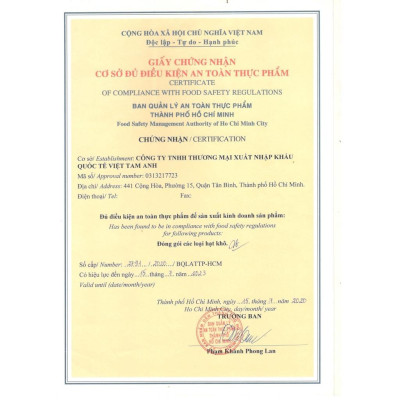 CỘNG HÒA XÃ HỘI CHỦ NGHĨA VIỆT NAM
Độc lập - Tự do - Hạnh phúc
GIẤY CHỨNG NHẬN
CƠ SỞ ĐỦ ĐIỀU KIỆN AN TOÀN THỰC PHẨM
CERTIFICATE
OF COMPLIANCE WITH FOOD SAFETY REGULATIONS
BAN QUẢN LÝ AN TOÀN THỰC PHẨM
THÀNH PHỐ HỒ CHÍ MINH
Food Safety Management Authority of Ho Chi Minh City
CHỨNG NHẬN / CERTIFICATION
Cơ sở/ Establishment: CÔNG TY TNHH THƯƠNG MẠI XUẤT NHẬP KHẨU
QUỐC TẾ VIỆT TAM ANH
Mã số/ Approval number: 0313217723
Địa chỉ/ Address: 441 Cộng Hòa, Phường 15, Quận Tân Bình, Thành phố Hồ Chí Minh.
Điện thoại/ Tel: Fax:
Đủ điều kiện an toàn thực phẩm để sản xuất kinh doanh sản phẩm:
Has been found to be in compliance with food safety regulations
for following products:
Đóng gói các loại hạt khô.
Số cấp/ Number: / 2020 / BQLATTP-HCM
Có hiệu lực đến ngày 15 tháng 3 năm 2023
Valid until (date/month/year)
Thành phố Hồ Chí Minh, ngày 16 tháng 3 năm 2020
Ho Chi Minh City, day/month/ year
TRƯỞNG BAN
Phạm Khánh Phong Lan